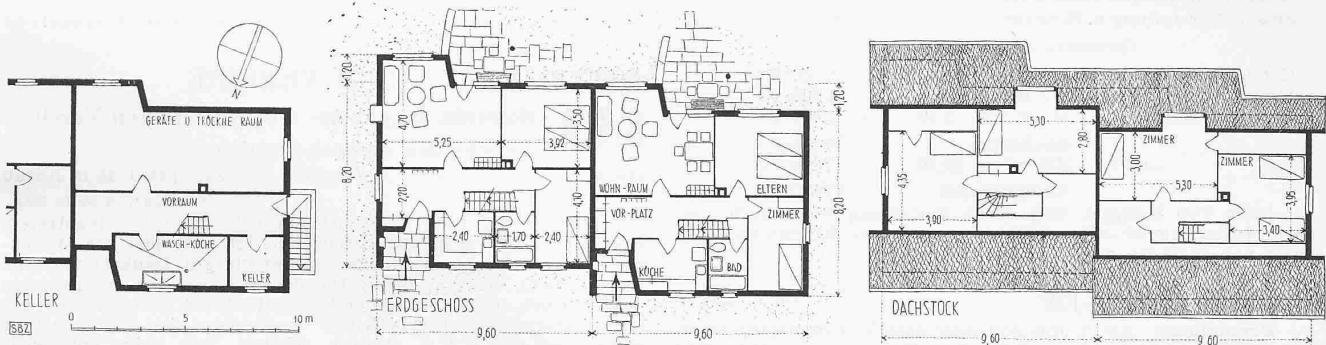 N
GERÄTE U TRÖCKNE RAUM
VORRAUM
WASCH-KÜCHE
KELLER
KELLER
SBZ
0 5 10 m
1,20
8,20
4,70
5,25
3,50
3,92
2,20
4,10
2,40
1,70
2,40
WOHN-RAUM
ELTERN
VOR-PLATZ
ZIMMER
KÜCHE
BAD
1,20
8,20
ERDGESCHOSS
9,60
9,60
5,30
2,80
4,35
3,90
ZIMMER
3,00
5,30
ZIMMER
3,95
3,40
DACHSTOCK
9,60
9,60